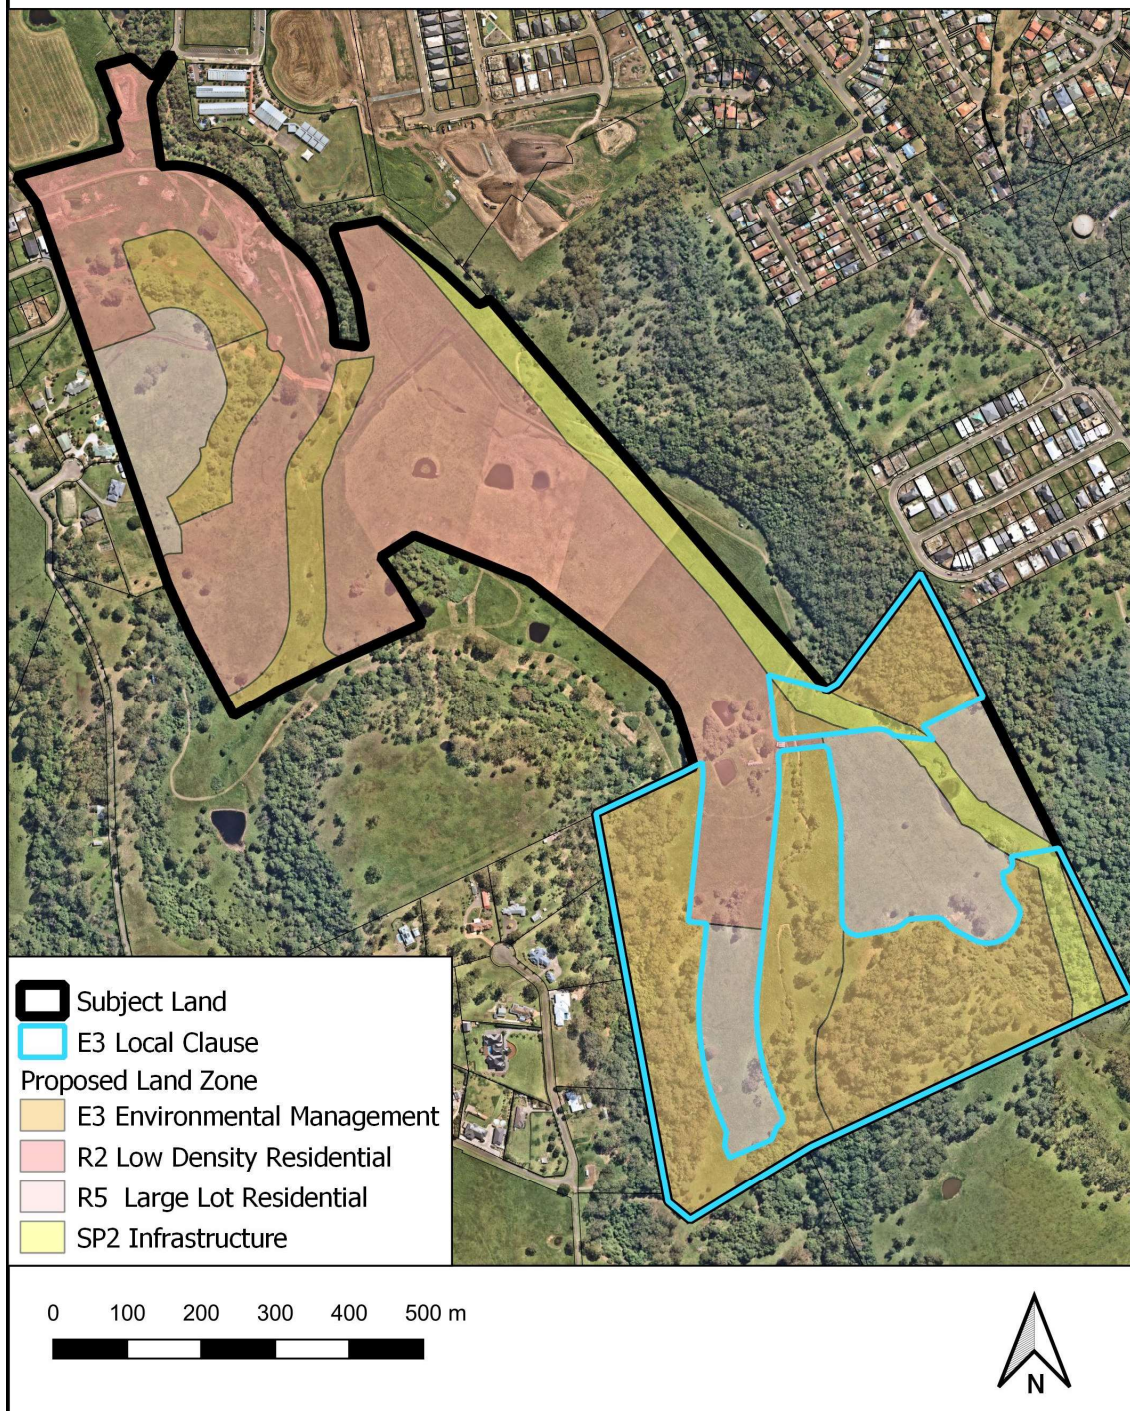 Subject Land
E3 Local Clause
Proposed Land Zone
E3 Environmental Management
R2 Low Density Residential
R5 Large Lot Residential
SP2 Infrastructure
0 100 200 300 400 500 m
N